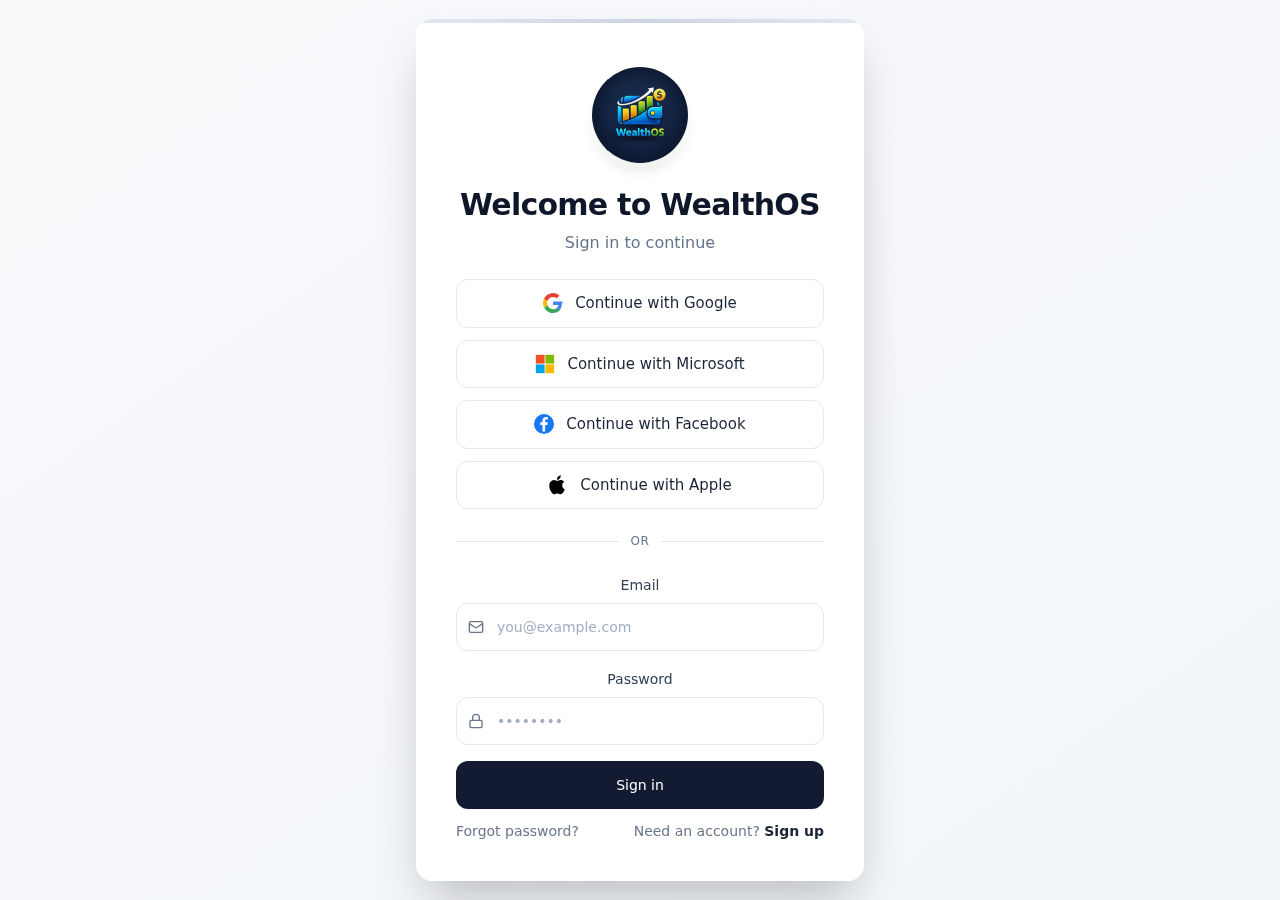 $
WealthOS
Welcome to WealthOS
Sign in to continue
Continue with Google
Continue with Microsoft
Continue with Facebook
Continue with Apple
OR
Email
you@example.com
Password
••••••••
Sign in
Forgot password? Need an account? Sign up